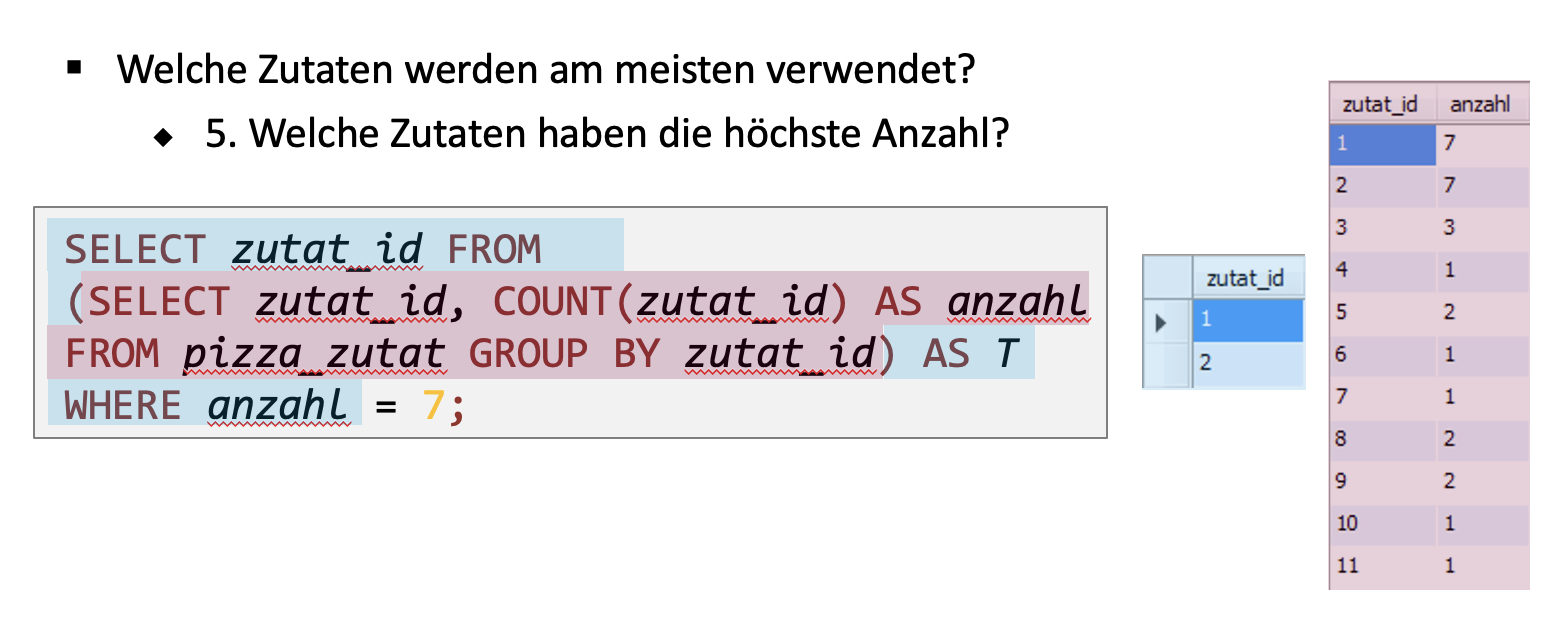 ▪ Welche Zutaten werden am meisten verwendet?
◆ 5. Welche Zutaten haben die höchste Anzahl?
SELECT zutat_id FROM
(SELECT zutat_id, COUNT(zutat_id) AS anzahl
FROM pizza_zutat GROUP BY zutat_id) AS T
WHERE anzahl = 7;
zutat_id
1
2
zutat_id anzahl
1 7
2 7
3 3
4 1
5 2
6 1
7 1
8 2
9 2
10 1
11 1